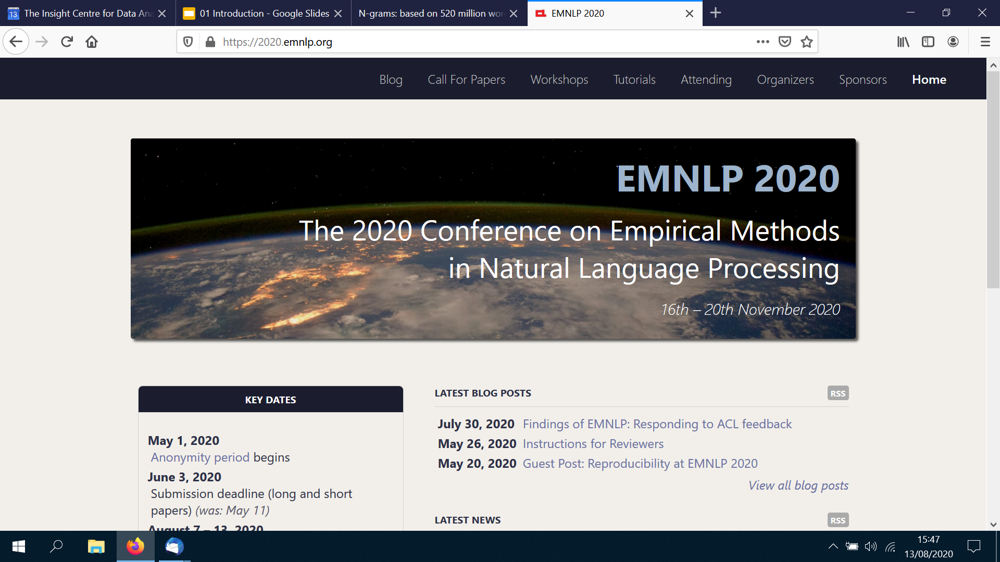 13 The Insight Centre for Data Ana
01 Introduction - Google Slides
N-grams: based on 520 million wor
EMNLP 2020
https://2020.emnlp.org
Blog Call For Papers Workshops Tutorials Attending Organizers Sponsors Home
EMNLP 2020
The 2020 Conference on Empirical Methods
in Natural Language Processing
16th – 20th November 2020
KEY DATES
May 1, 2020
Anonymity period begins
June 3, 2020
Submission deadline (long and short
papers) (was: May 11)
August 7 – 13, 2020
LATEST BLOG POSTS RSS
July 30, 2020 Findings of EMNLP: Responding to ACL feedback
May 26, 2020 Instructions for Reviewers
May 20, 2020 Guest Post: Reproducibility at EMNLP 2020
View all blog posts
LATEST NEWS RSS
15:47
13/08/2020